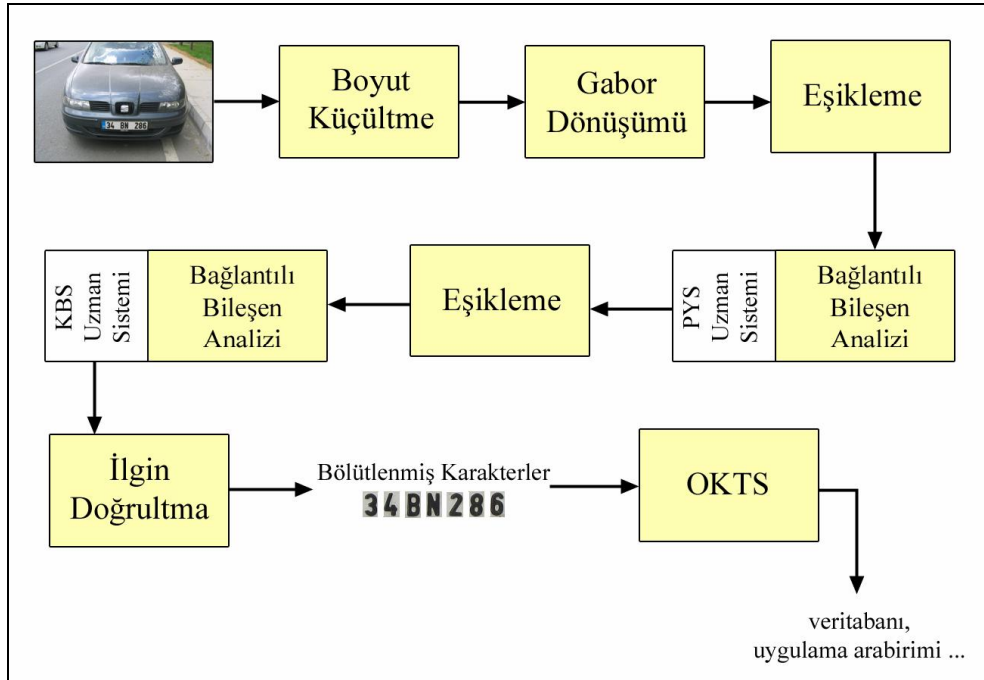 34 BN 286
Boyut
Küçültme
Gabor
Dönüşümü
Eşikleme
PYS
Uzman
Sistemi
Bağlantılı
Bileşen
Analizi
Eşikleme
KBS
Uzman
Sistemi
Bağlantılı
Bileşen
Analizi
İlgin
Doğrultma
Bölütlenmiş Karakterler
34BN286
OKTS
veritabanı,
uygulama arabirimi ...